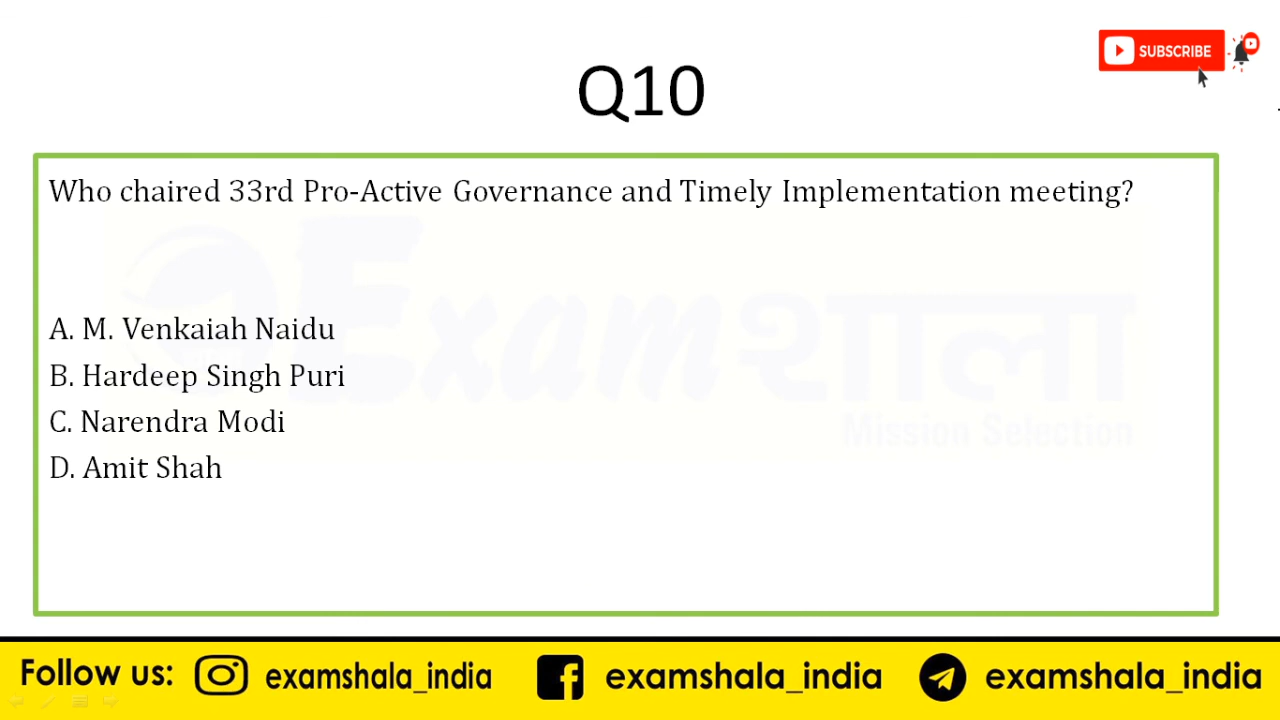 SUBSCRIBE
Q10
Who chaired 33rd Pro-Active Governance and Timely Implementation meeting?
Examशाला
Mission Selection
A. M. Venkaiah Naidu
B. Hardeep Singh Puri
C. Narendra Modi
D. Amit Shah
Follow us: examshala_india examshala_india examshala_india